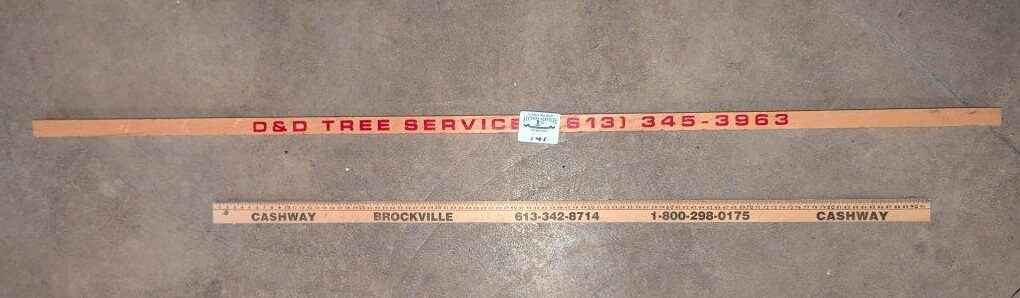 D&D TREE SERVICE (613) 345-3963
CASHWAY BROCKVILLE 613-342-8714 1-800-298-0175 CASHWAY